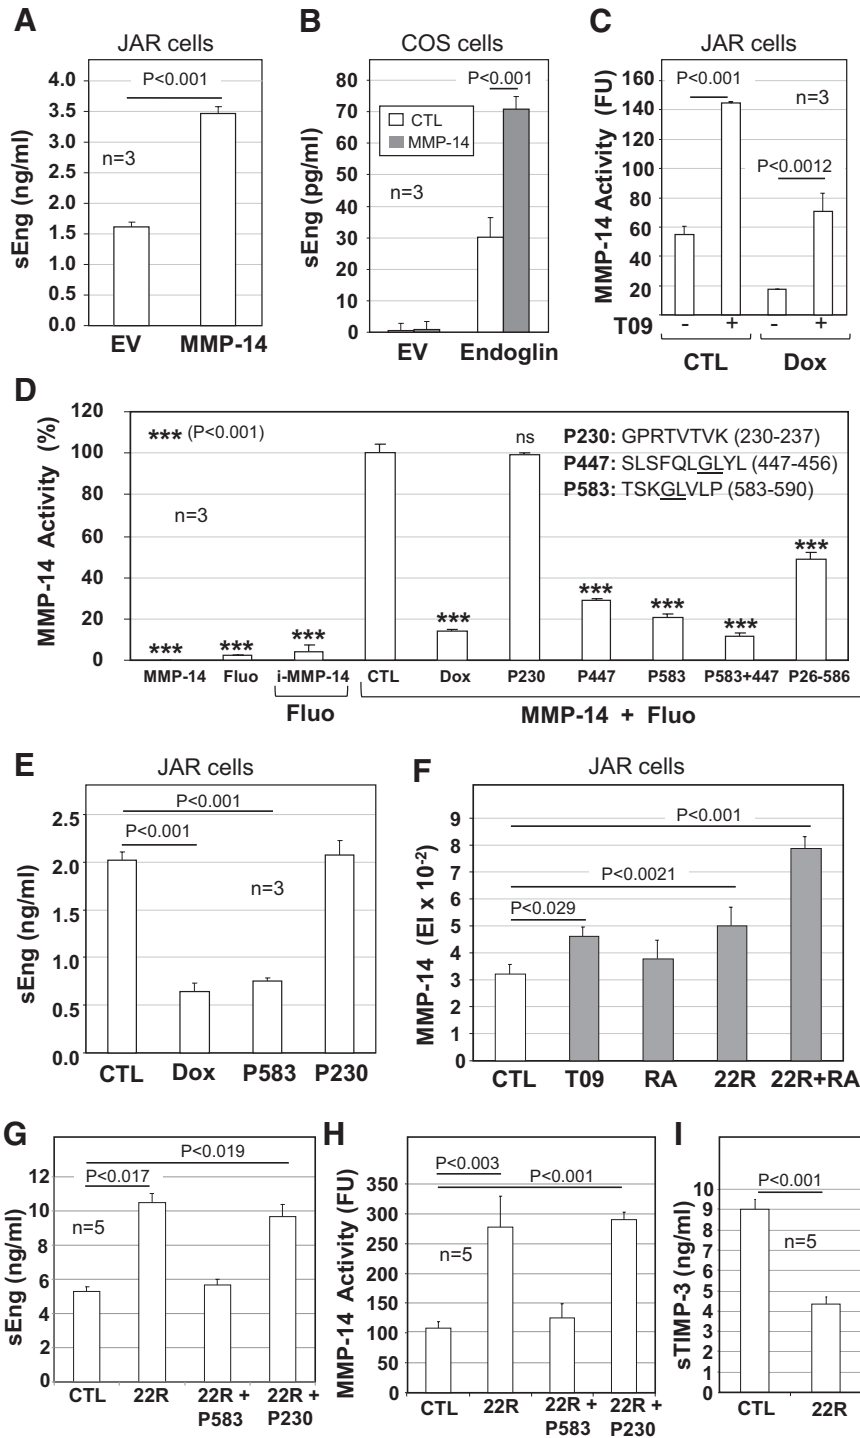 A
JAR cells
P<0.001
sEng (ng/ml)
4.0
3.5
3.0
2.5
2.0
1.5
1.0
0.5
0.0
n=3
EV MMP-14
B
COS cells
P<0.001
sEng (pg/ml)
80
70
60
50
40
30
20
10
0
CTL
MMP-14
n=3
EV Endoglin
C
JAR cells
P<0.001
n=3
P<0.0012
MMP-14 Activity (FU)
160
140
120
100
80
60
40
20
T09 - + - +
CTL Dox
D
MMP-14 Activity (%)
120
100
80
60
40
20
0
*** (P<0.001)
n=3
ns
P230: GPRTVTVK (230-237)
P447: SLSFQLGLYL (447-456)
P583: TSKGLVLP (583-590)
*** *** *** *** *** *** *** ***
MMP-14 Fluo i-MMP-14 CTL Dox P230 P447 P583 P583+447 P26-586
Fluo MMP-14 + Fluo
E
JAR cells
P<0.001
P<0.001
n=3
sEng (ng/ml)
2.5
2.0
1.5
1.0
0.5
0.0
CTL Dox P583 P230
F
JAR cells
P<0.001
P<0.0021
P<0.029
MMP-14 (EI x 10-2)
9
8
7
6
5
4
3
2
1
0
CTL T09 RA 22R 22R+RA
G
P<0.019
P<0.017
n=5
sEng (ng/ml)
12
10
8
6
4
2
0
CTL 22R 22R + P583 22R + P230
H
P<0.003
P<0.001
n=5
MMP-14 Activity (FU)
350
300
250
200
150
100
50
0
CTL 22R 22R + P583 22R + P230
I
P<0.001
n=5
sTIMP-3 (ng/ml)
10
9
8
7
6
5
4
3
2
1
0
CTL 22R